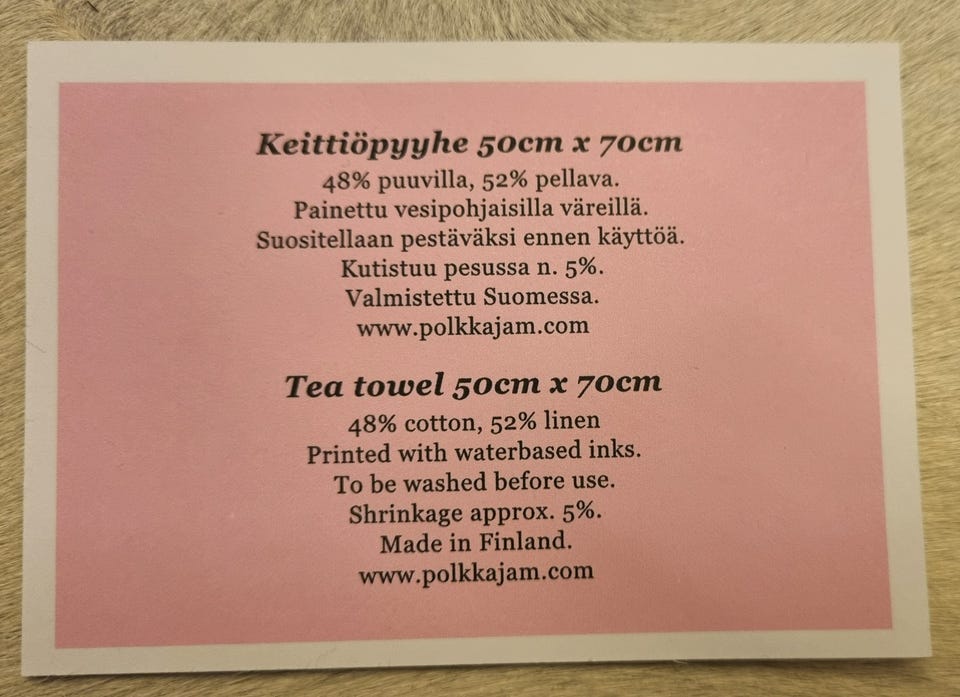 Keittiöpyyhe 50cm x 70cm
48% puuvilla, 52% pellava.
Painettu vesipohjaisilla väreillä.
Suositellaan pestäväksi ennen käyttöä.
Kutistuu pesussa n. 5%.
Valmistettu Suomessa.
www.polkkajam.com
Tea towel 50cm x 70cm
48% cotton, 52% linen
Printed with waterbased inks.
To be washed before use.
Shrinkage approx. 5%.
Made in Finland.
www.polkkajam.com